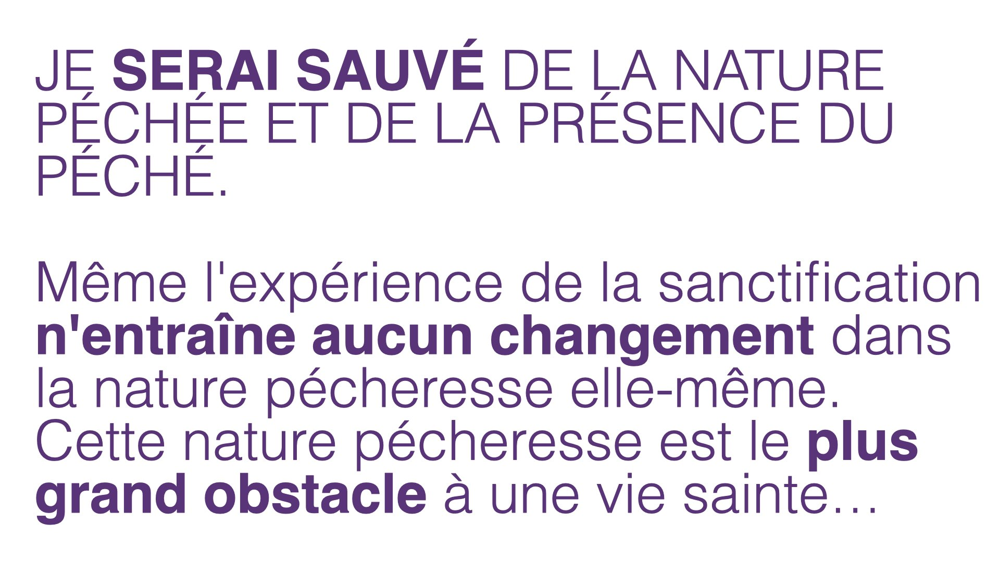 JE SERAI SAUVÉ DE LA NATURE
PÉCHÉE ET DE LA PRÉSENCE DU
PÉCHÉ.
Même l'expérience de la sanctification
n'entraîne aucun changement dans
la nature pécheresse elle-même.
Cette nature pécheresse est le plus
grand obstacle à une vie sainte…